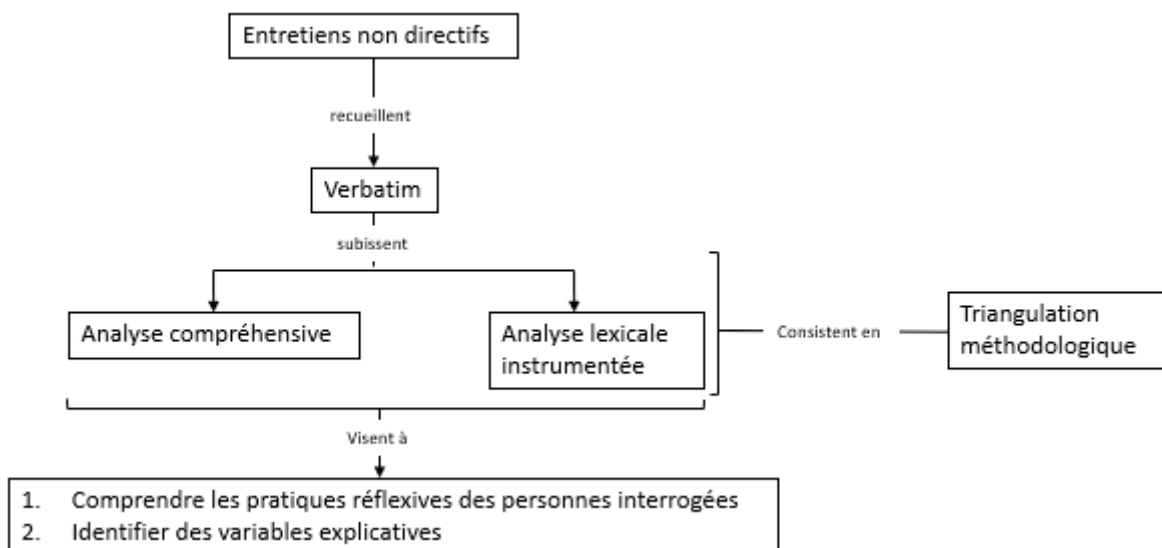 Entretiens non directifs
recueillent
Verbatim
subissent
Analyse compréhensive
Analyse lexicale
instrumentée
Consistent en
Triangulation
méthodologique
Visent à
1. Comprendre les pratiques réflexives des personnes interrogées
2. Identifier des variables explicatives